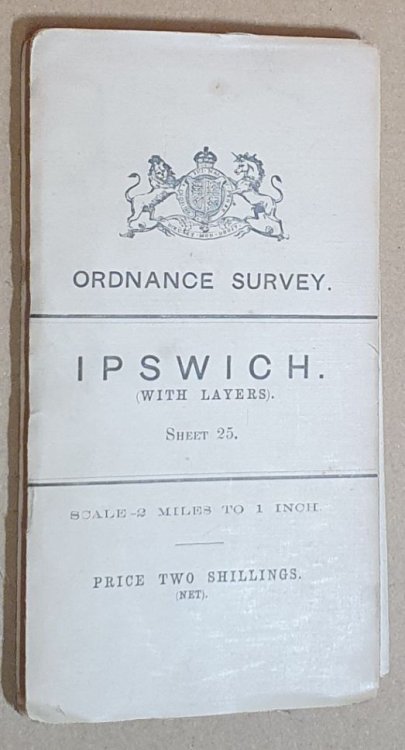 ORDNANCE SURVEY.
IPSWICH.
(WITH LAYERS).
SHEET 25.
SCALE-2 MILES TO 1 INCH.
PRICE TWO SHILLINGS.
(NET).